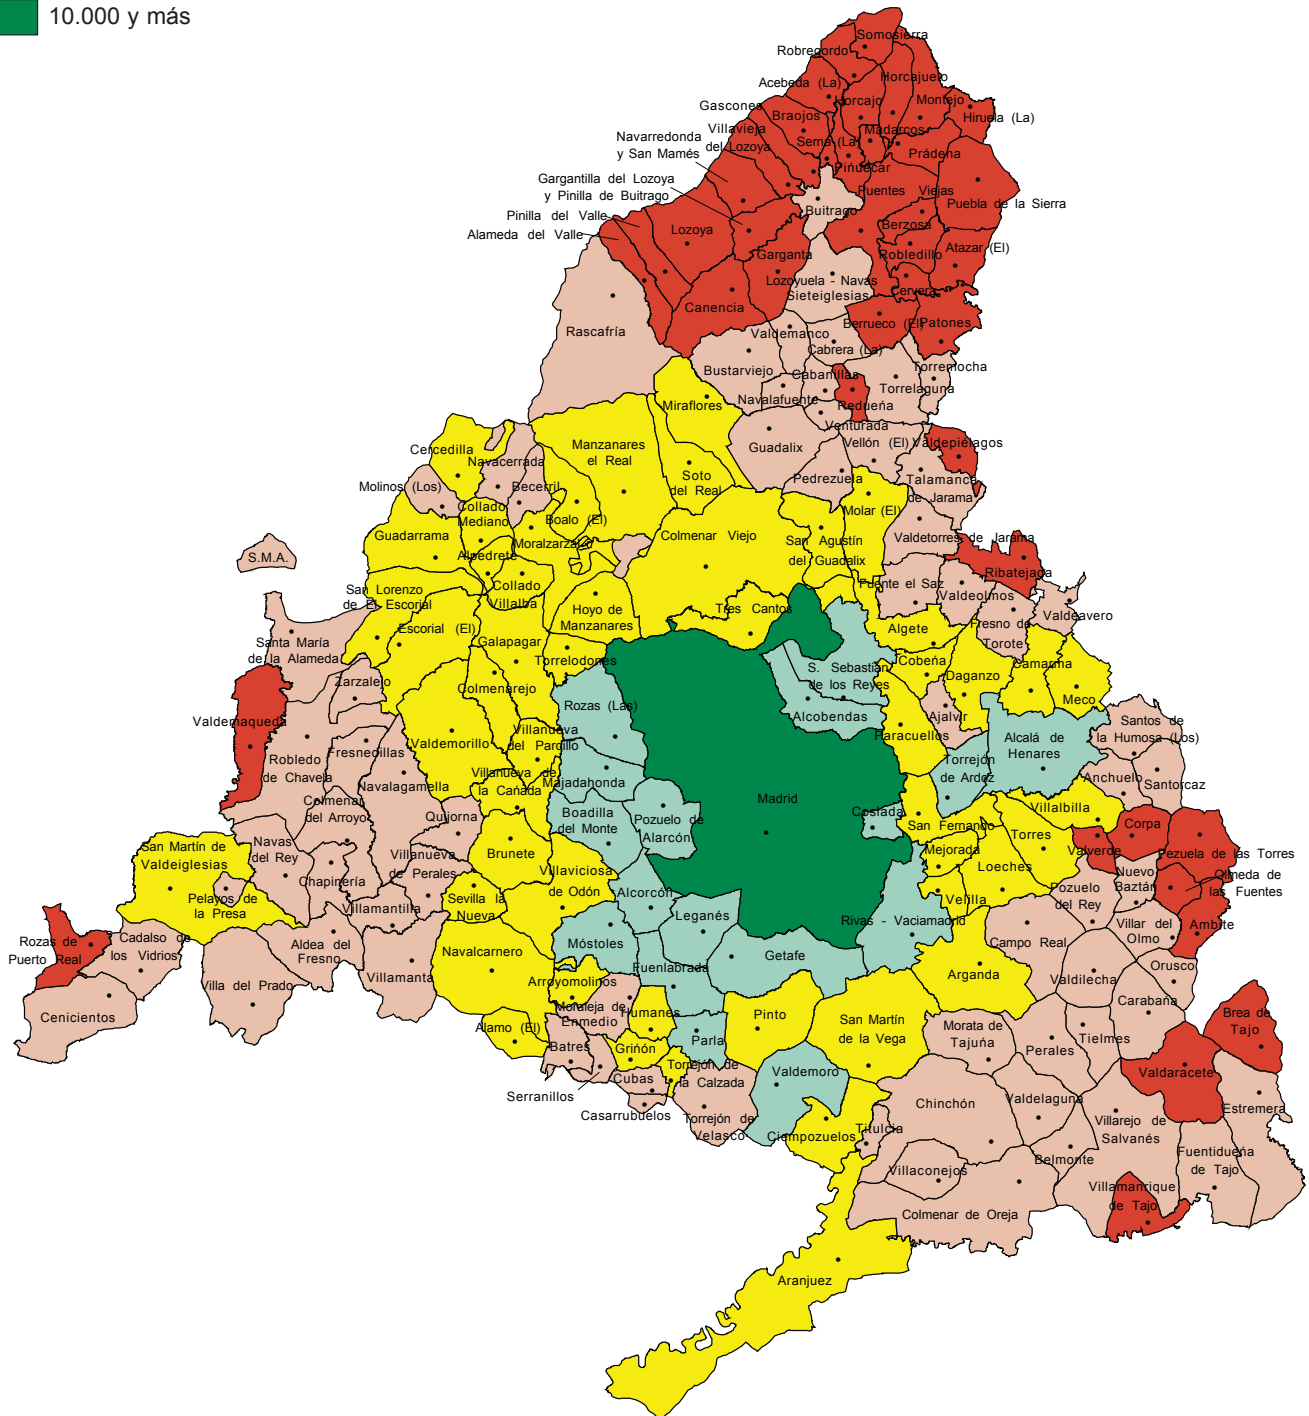 10.000 y más
Somosierra
Robregordo
Horcajuelo
Acebeda (La)
Horcajo
Montejo
Gascones
Braojos
Hiruela (La)
Villavieja
del Lozoya
Madarcos
Navarredonda
y San Mamés
Serna (La)
Prádena
Piñuecar
Gargantilla del Lozoya
y Pinilla de Buitrago
Puentes Viejas
Puebla de la Sierra
Buitrago
Pinilla del Valle
Alameda del Valle
Lozoya
Berzosa
Garganta
Robledillo
Atazar (El)
Lozoyuela - Navas
Sieteiglesias
Cervera
Canencia
Rascafría
Berrueco (El)
Patones
Valdemanco
Cabrera (La)
Bustarviejo
Cabanillas
Torremocha
Torrelaguna
Navalafuente
Redueña
Miraflores
Venturada
Guadalix
Vellón (El)
Valdepiélagos
Cercedilla
Navacerrada
Manzanares
el Real
Soto
del Real
Pedrezuela
Talamanca
de Jarama
Molinos (Los)
Becerril
Collado
Mediano
Boalo (El)
Molar (El)
Guadarrama
Moralzarzal
Colmenar Viejo
San Agustín
del Guadalix
Valdetorres de Jarama
S.M.A.
Alpedrete
Ribatejada
Collado
Villalba
San Lorenzo
de El Escorial
Fuente el Saz
Valdeolmos
Hoyo de
Manzanares
Tres Cantos
Valdeavero
Fresno de
Torote
Santa María
de la Alameda
Escorial (El)
Galapagar
Algete
Torrelodones
Cobeña
Camarma
S. Sebastián
de los Reyes
Daganzo
Zarzalejo
Colmenarejo
Meco
Rozas (Las)
Alcobendas
Ajalvir
Valdemaqueda
Villanueva
del Pardillo
Santos de
la Humosa (Los)
Paracuellos
Alcalá de
Henares
Valdemorillo
Fresnedillas
Robledo
de Chavela
Torrejón
de Ardoz
Villanueva de
la Cañada
Majadahonda
Anchuelo
Santorcaz
Navalagamella
Madrid
Colmenar
del Arroyo
Villalbilla
Quijorna
Boadilla
del Monte
Pozuelo de
Alarcón
Coslada
Corpa
San Fernando
Torres
Navas
del Rey
San Martín de
Valdeiglesias
Villanueva
de Perales
Brunete
Mejorada
Valverde
Pezuela de las Torres
Loeches
Villaviciosa
de Odón
Nuevo
Baztán
Olmeda de
las Fuentes
Chapinería
Pelayos de
la Presa
Sevilla la
Nueva
Alcorcón
Velilla
Pozuelo
del Rey
Villamantilla
Leganés
Rivas - Vaciamadrid
Villar del
Olmo
Ambite
Rozas de
Puerto Real
Cadalso de
los Vidrios
Aldea del
Fresno
Navalcarnero
Móstoles
Getafe
Campo Real
Fuenlabrada
Orusco
Villa del Prado
Villamanta
Arganda
Valdilecha
Arroyomolinos
Carabaña
Cenicientos
Moraleja de
Enmedio
Humanes
Pinto
San Martín
de la Vega
Brea de
Tajo
Alamo (El)
Morata de
Tajuña
Parla
Tielmes
Batres
Griñón
Perales
Torrejón de
la Calzada
Valdemoro
Valdaracete
Cubas
Serranillos
Chinchón
Valdelaguna
Casarrubuelos
Torrejón de
Velasco
Estremera
Villarejo de
Salvanés
Ciempozuelos
Titulcia
Belmonte
Fuentidueña
de Tajo
Villaconejos
Villamanrique
de Tajo
Colmenar de Oreja
Aranjuez